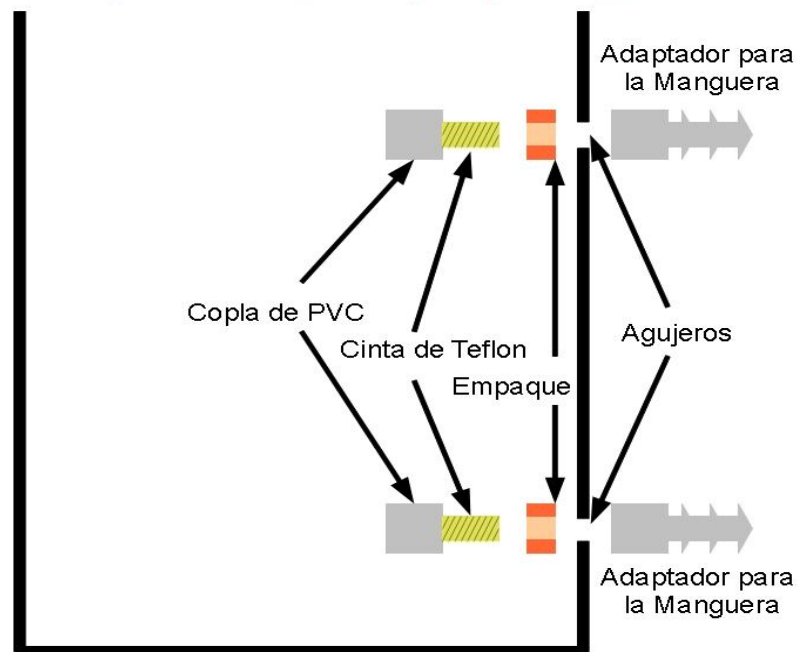 Adaptador para
la Manguera
Copla de PVC
Cinta de Teflon
Empaque
Agujeros
Adaptador para
la Manguera